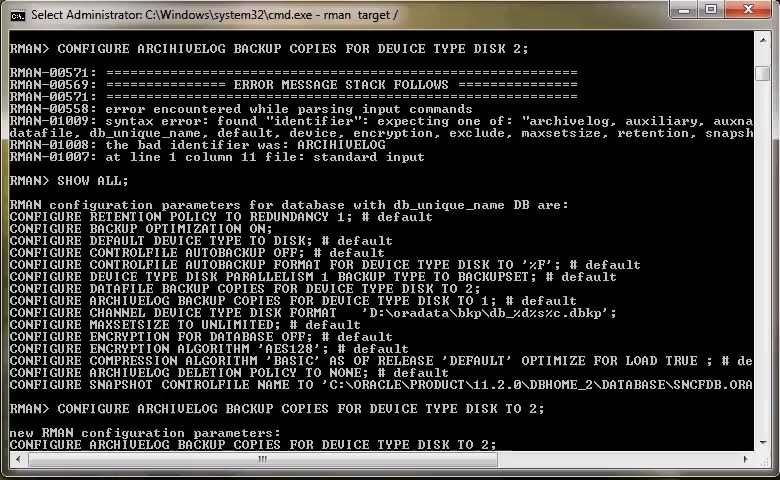 Select Administrator: C:\Windows\system32\cmd.exe - rman target /
RMAN> CONFIGURE ARCIHIVELOG BACKUP COPIES FOR DEVICE TYPE DISK 2;
RMAN-00571: ===========================================================
RMAN-00569: =============== ERROR MESSAGE STACK FOLLOWS ===============
RMAN-00571: ===========================================================
RMAN-00558: error encountered while parsing input commands
RMAN-01009: syntax error: found "identifier": expecting one of: "archivelog, auxiliary, auxna
datafile, db_unique_name, default, device, encryption, exclude, maxsetsize, retention, snapsh
RMAN-01008: the bad identifier was: ARCIHIVELOG
RMAN-01007: at line 1 column 11 file: standard input
RMAN> SHOW ALL;
RMAN configuration parameters for database with db_unique_name DB are:
CONFIGURE RETENTION POLICY TO REDUNDANCY 1; # default
CONFIGURE BACKUP OPTIMIZATION ON;
CONFIGURE DEFAULT DEVICE TYPE TO DISK; # default
CONFIGURE CONTROLFILE AUTOBACKUP OFF; # default
CONFIGURE CONTROLFILE AUTOBACKUP FORMAT FOR DEVICE TYPE DISK TO '%F'; # default
CONFIGURE DEVICE TYPE DISK PARALLELISM 1 BACKUP TYPE TO BACKUPSET; # default
CONFIGURE DATAFILE BACKUP COPIES FOR DEVICE TYPE DISK TO 2;
CONFIGURE ARCHIVELOG BACKUP COPIES FOR DEVICE TYPE DISK TO 1; # default
CONFIGURE CHANNEL DEVICE TYPE DISK FORMAT 'D:\oradata\bkp\db_%d%s%c.dbkp';
CONFIGURE MAXSETSIZE TO UNLIMITED; # default
CONFIGURE ENCRYPTION FOR DATABASE OFF; # default
CONFIGURE ENCRYPTION ALGORITHM 'AES128'; # default
CONFIGURE COMPRESSION ALGORITHM 'BASIC' AS OF RELEASE 'DEFAULT' OPTIMIZE FOR LOAD TRUE ; # de
CONFIGURE ARCHIVELOG DELETION POLICY TO NONE; # default
CONFIGURE SNAPSHOT CONTROLFILE NAME TO 'C:\ORACLE\PRODUCT\11.2.0\DBHOME_2\DATABASE\SNCFDB.ORA
RMAN> CONFIGURE ARCHIVELOG BACKUP COPIES FOR DEVICE TYPE DISK TO 2;
new RMAN configuration parameters:
CONFIGURE ARCHIVELOG BACKUP COPIES FOR DEVICE TYPE DISK TO 2;